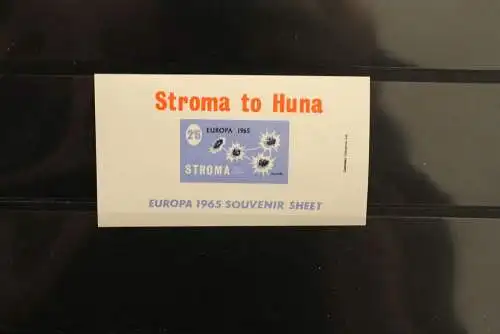 Stroma to Huna
2'6
EUROPA 1965
STROMA
EUROPA 1965 SOUVENIR SHEET